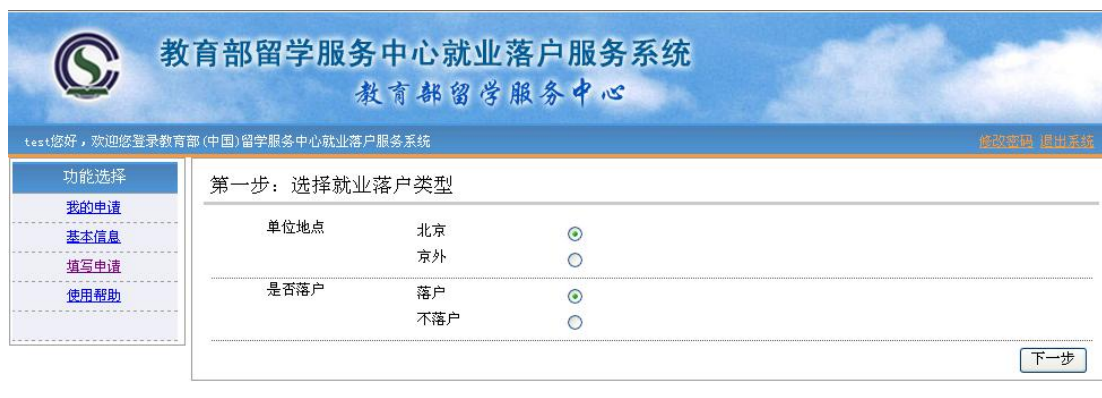 教育部留学服务中心就业落户服务系统
教育部留学服务中心
test您好，欢迎您登录教育部(中国)留学服务中心就业落户服务系统
修改密码 退出系统
功能选择
我的申请
基本信息
填写申请
使用帮助
第一步：选择就业落户类型
单位地点 北京
京外
是否落户 落户
不落户
下一步